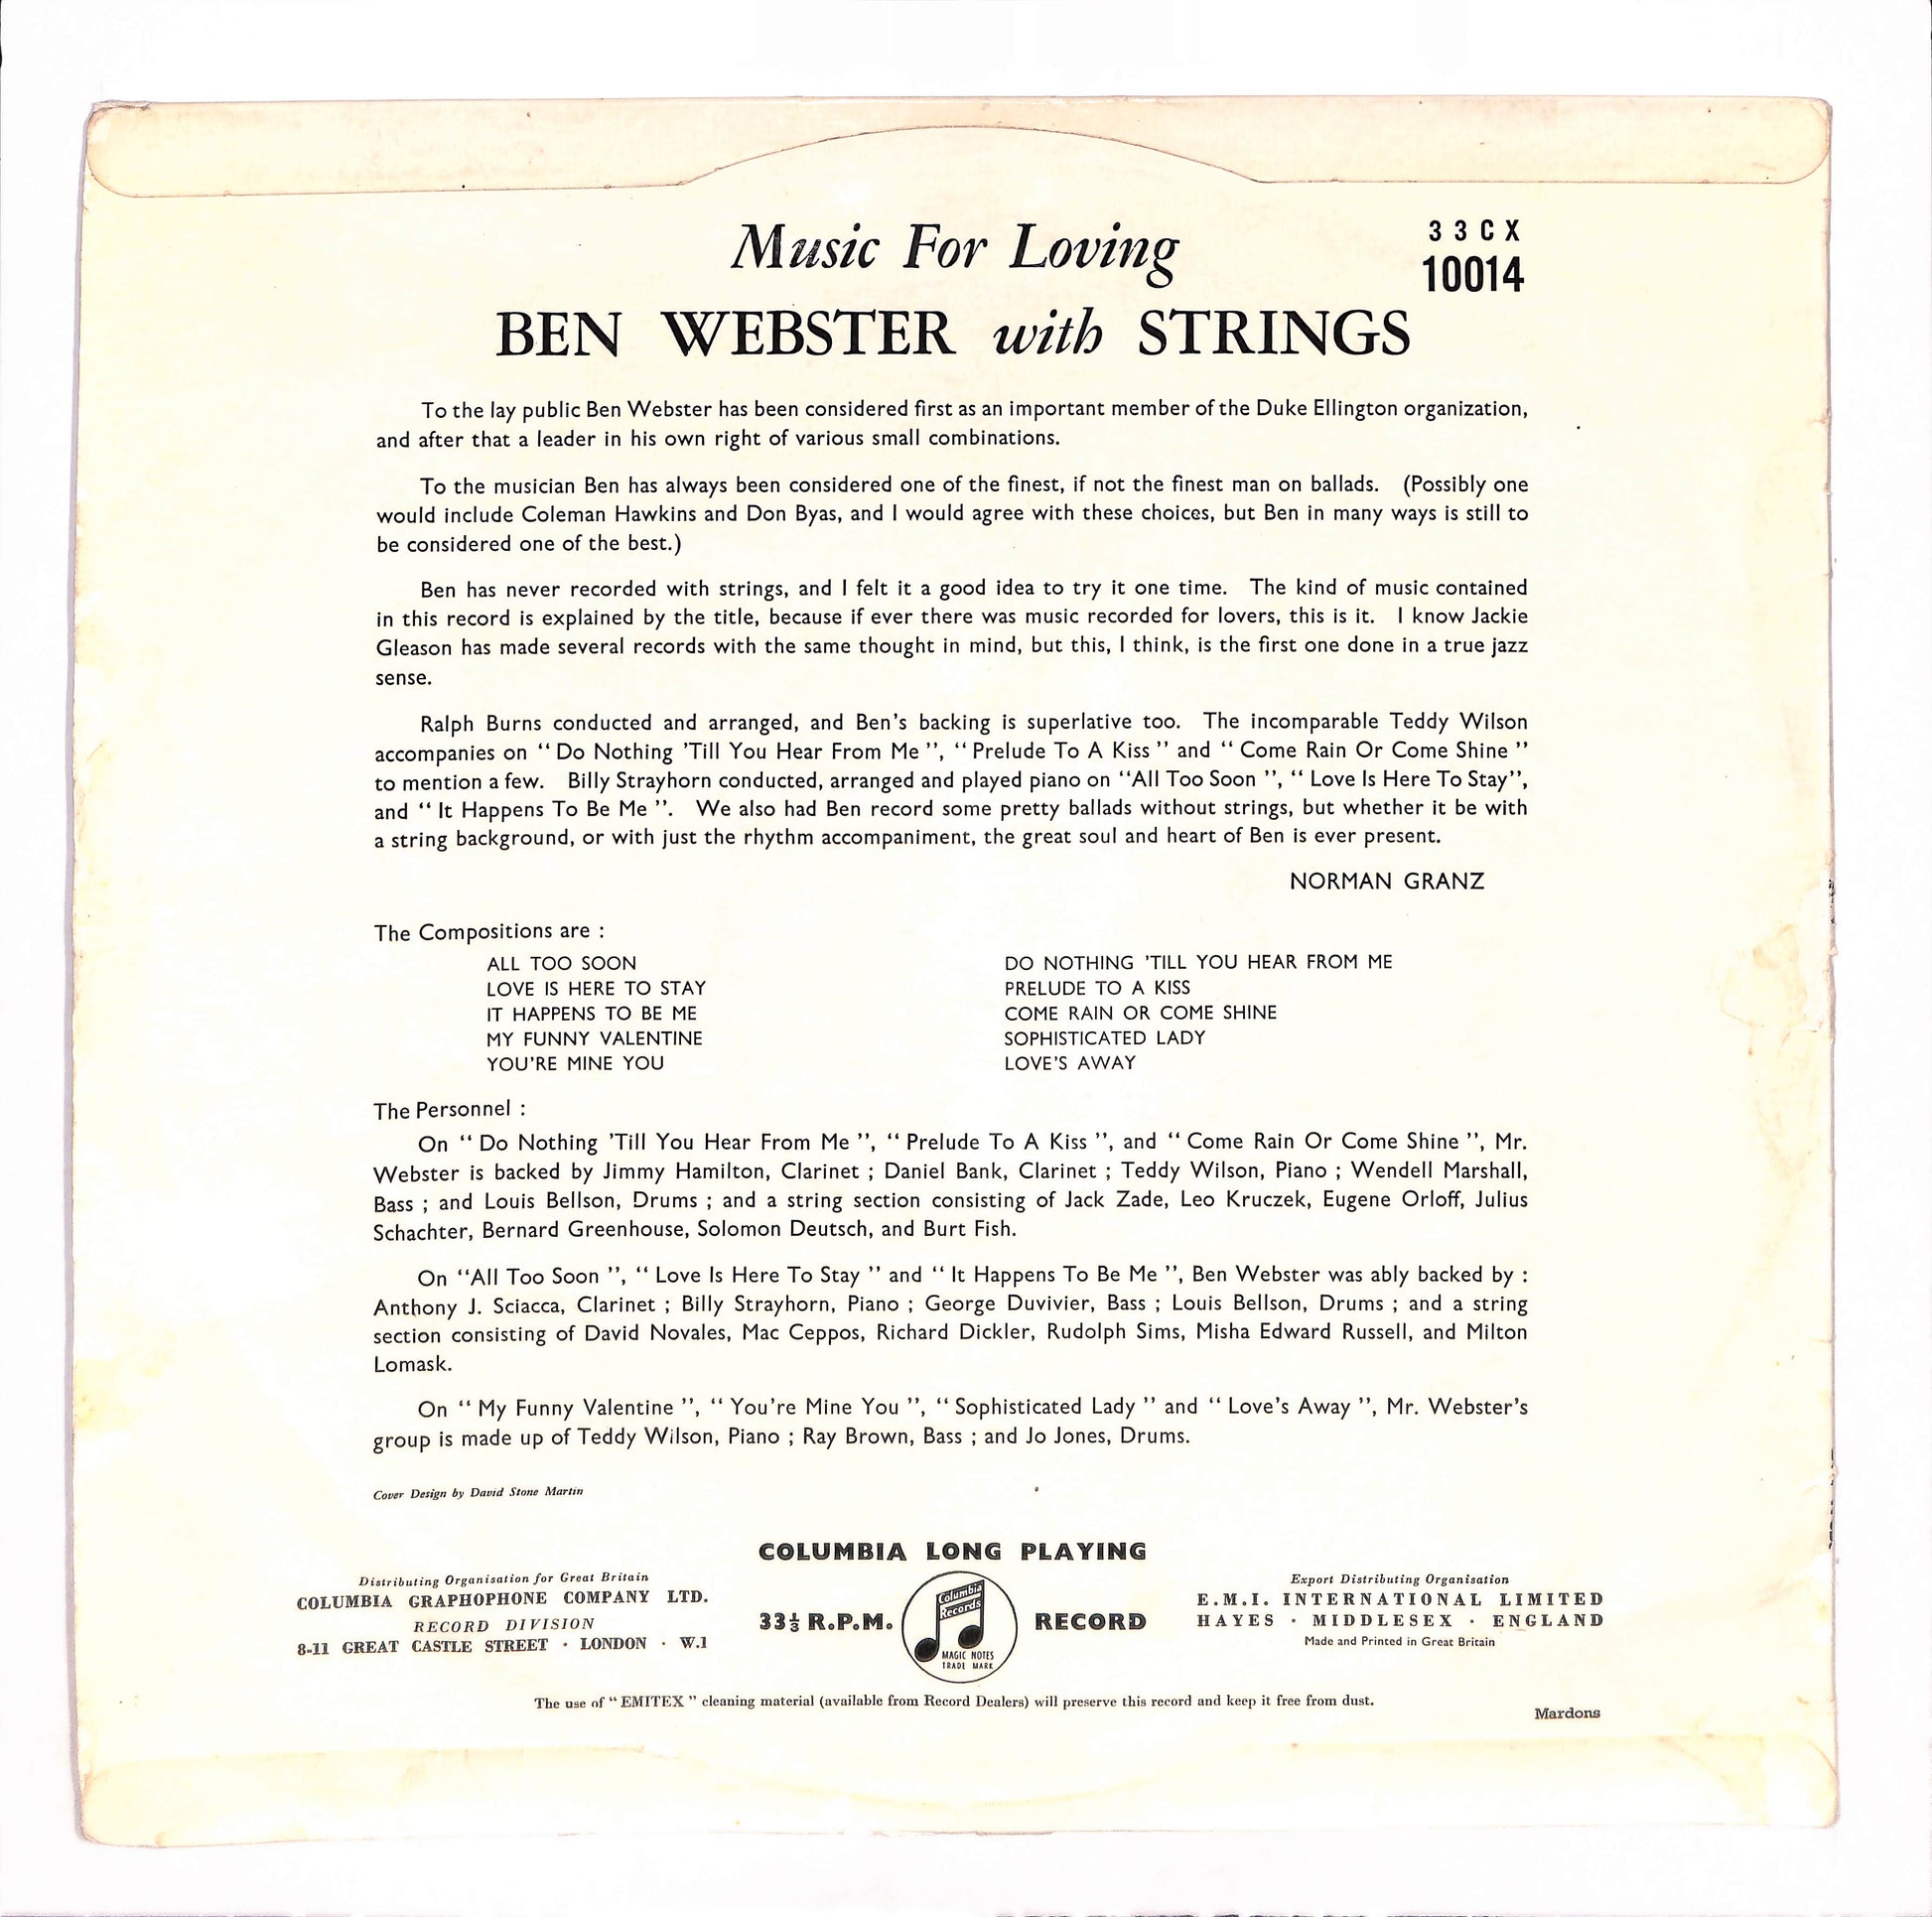 Music For Loving
33CX
10014
BEN WEBSTER with STRINGS
To the lay public Ben Webster has been considered first as an important member of the Duke Ellington organization,
and after that a leader in his own right of various small combinations.
To the musician Ben has always been considered one of the finest, if not the finest man on ballads. (Possibly one
would include Coleman Hawkins and Don Byas, and I would agree with these choices, but Ben in many ways is still to
be considered one of the best.)
Ben has never recorded with strings, and I felt it a good idea to try it one time. The kind of music contained
in this record is explained by the title, because if ever there was music recorded for lovers, this is it. I know Jackie
Gleason has made several records with the same thought in mind, but this, I think, is the first one done in a true jazz
sense.
Ralph Burns conducted and arranged, and Ben's backing is superlative too. The incomparable Teddy Wilson
accompanies on “Do Nothing 'Till You Hear From Me”, “Prelude To A Kiss” and “Come Rain Or Come Shine”
to mention a few. Billy Strayhorn conducted, arranged and played piano on “All Too Soon”, “Love Is Here To Stay”,
and “It Happens To Be Me”. We also had Ben record some pretty ballads without strings, but whether it be with
a string background, or with just the rhythm accompaniment, the great soul and heart of Ben is ever present.
NORMAN GRANZ
The Compositions are :
ALL TOO SOON
LOVE IS HERE TO STAY
IT HAPPENS TO BE ME
MY FUNNY VALENTINE
YOU'RE MINE YOU
DO NOTHING 'TILL YOU HEAR FROM ME
PRELUDE TO A KISS
COME RAIN OR COME SHINE
SOPHISTICATED LADY
LOVE'S AWAY
The Personnel :
On “Do Nothing 'Till You Hear From Me”, “Prelude To A Kiss”, and “Come Rain Or Come Shine”, Mr.
Webster is backed by Jimmy Hamilton, Clarinet ; Daniel Bank, Clarinet ; Teddy Wilson, Piano ; Wendell Marshall,
Bass ; and Louis Bellson, Drums ; and a string section consisting of Jack Zade, Leo Kruczek, Eugene Orloff, Julius
Schachter, Bernard Greenhouse, Solomon Deutsch, and Burt Fish.
On “All Too Soon”, “Love Is Here To Stay” and “It Happens To Be Me”, Ben Webster was ably backed by :
Anthony J. Sciacca, Clarinet ; Billy Strayhorn, Piano ; George Duvivier, Bass ; Louis Bellson, Drums ; and a string
section consisting of David Novales, Mac Ceppos, Richard Dickler, Rudolph Sims, Misha Edward Russell, and Milton
Lomask.
On “My Funny Valentine”, “You're Mine You”, “Sophisticated Lady” and “Love's Away”, Mr. Webster's
group is made up of Teddy Wilson, Piano ; Ray Brown, Bass ; and Jo Jones, Drums.
Cover Design by David Stone Martin
Distributing Organisation for Great Britain
COLUMBIA GRAPHOPHONE COMPANY LTD.
RECORD DIVISION
8-11 GREAT CASTLE STREET · LONDON · W.1
COLUMBIA LONG PLAYING
33⅓ R.P.M.
Columbia
Records
MAGIC NOTES
TRADE MARK
RECORD
Export Distributing Organisation
E.M.I. INTERNATIONAL LIMITED
HAYES · MIDDLESEX · ENGLAND
Made and Printed in Great Britain
The use of “EMITEX” cleaning material (available from Record Dealers) will preserve this record and keep it free from dust.
Mardons